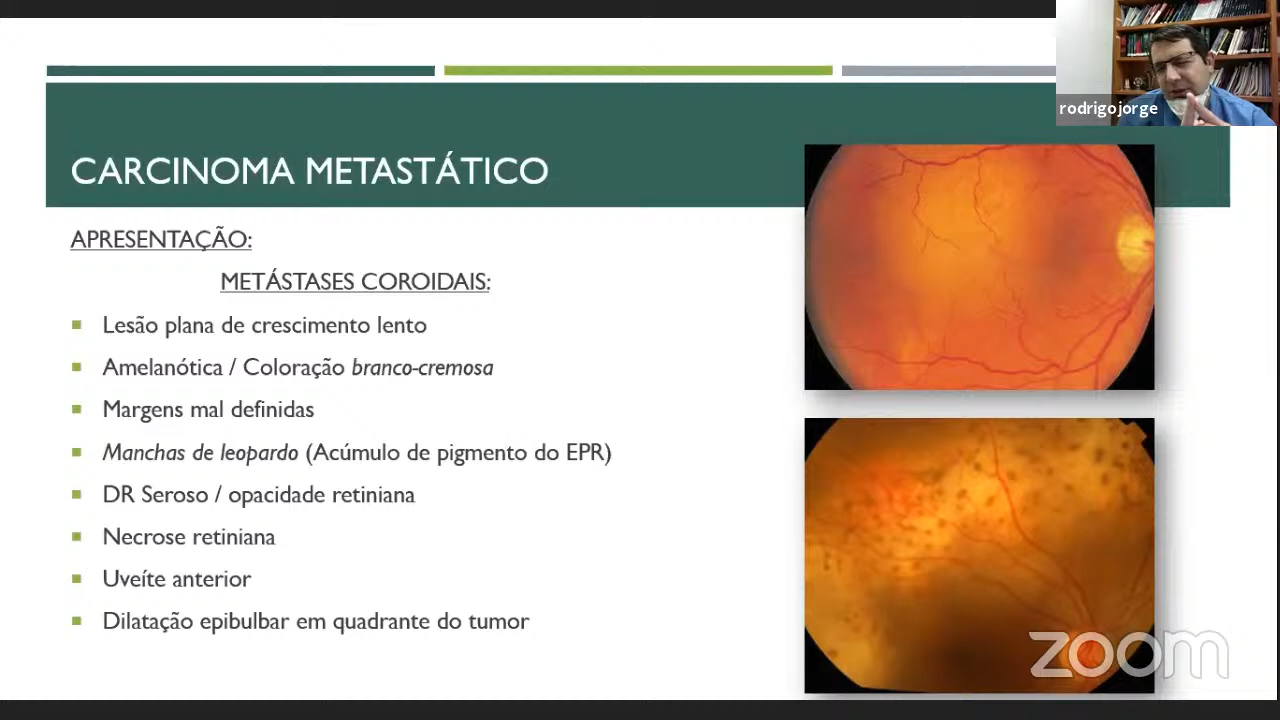 rodrigojorge
CARCINOMA METASTÁTICO
APRESENTAÇÃO:
METÁSTASES COROIDAIS:
Lesão plana de crescimento lento
Amelanótica / Coloração branco-cremosa
Margens mal definidas
Manchas de leopardo (Acúmulo de pigmento do EPR)
DR Seroso / opacidade retiniana
Necrose retiniana
Uveíte anterior
Dilatação epibulbar em quadrante do tumor
zoom